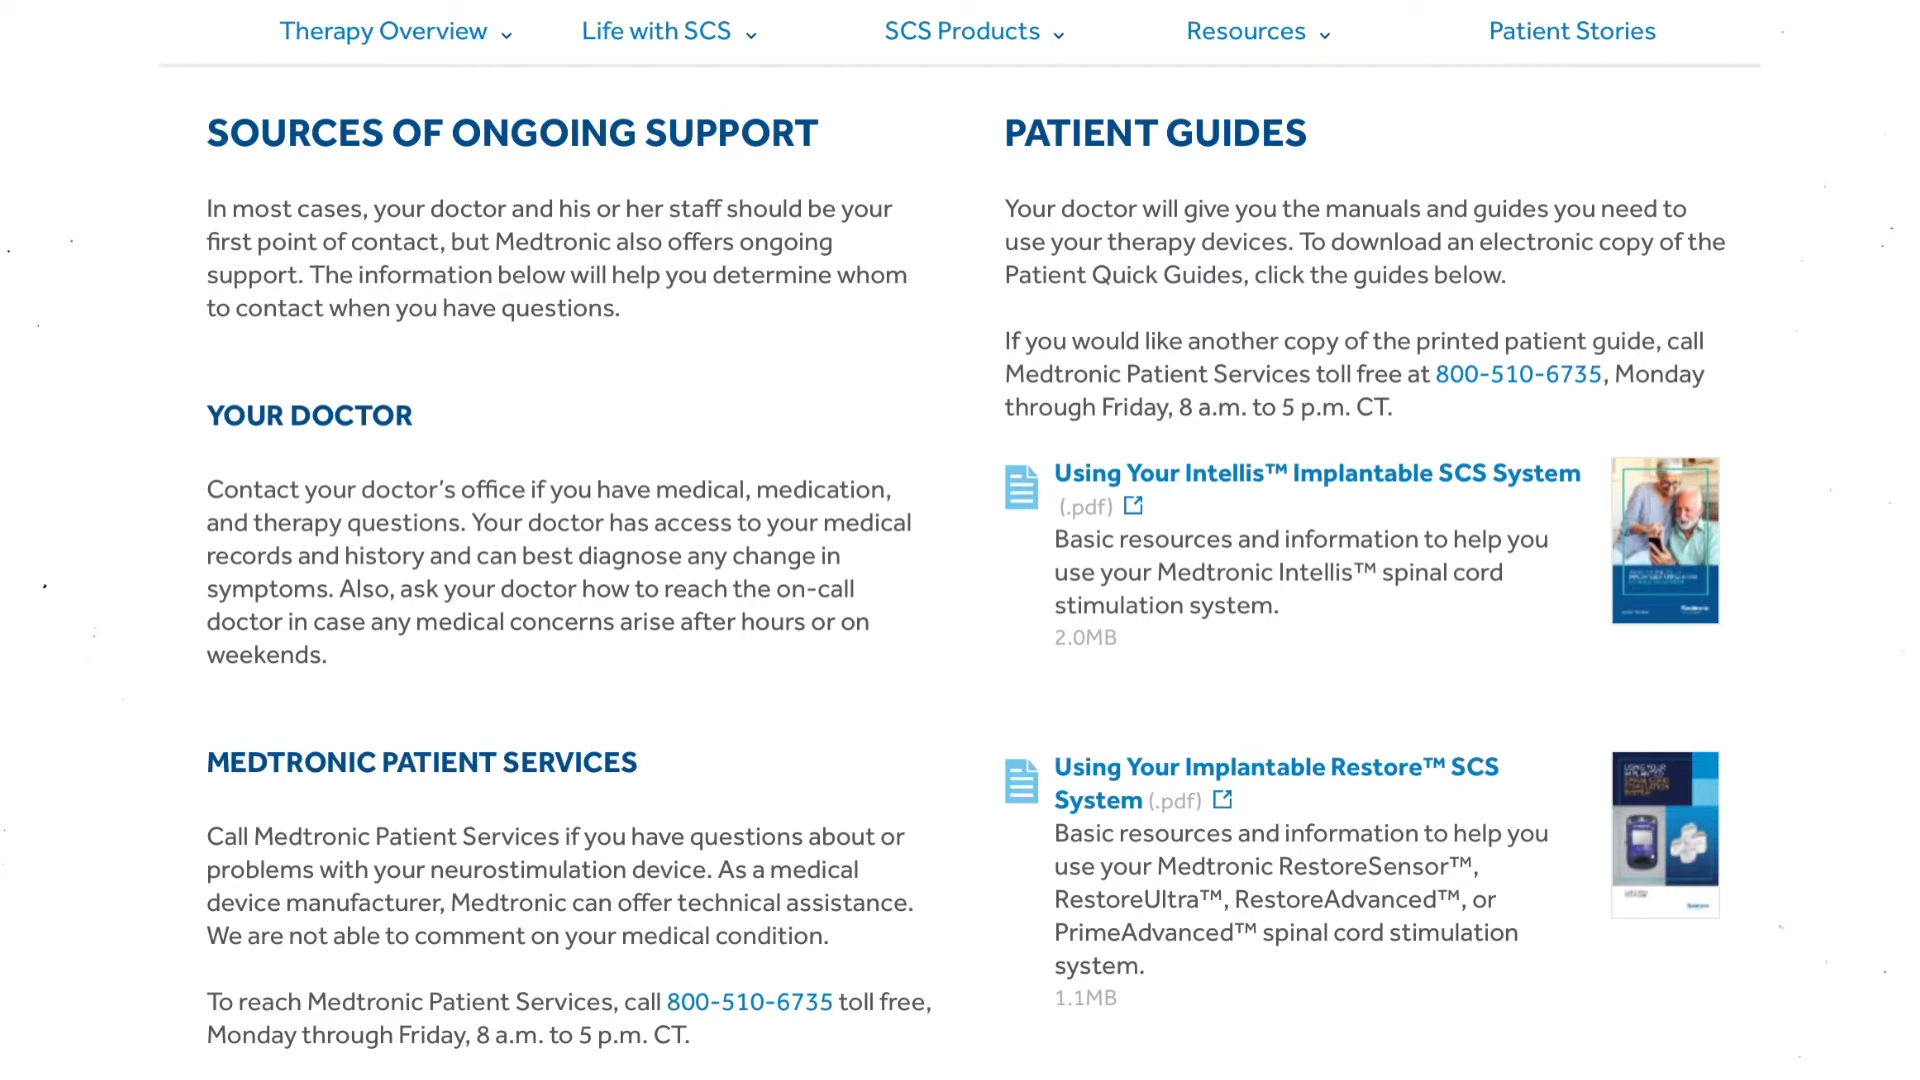 Therapy Overview
Life with SCS
SCS Products
Resources
Patient Stories
SOURCES OF ONGOING SUPPORT
In most cases, your doctor and his or her staff should be your
first point of contact, but Medtronic also offers ongoing
support. The information below will help you determine whom
to contact when you have questions.
YOUR DOCTOR
Contact your doctor’s office if you have medical, medication,
and therapy questions. Your doctor has access to your medical
records and history and can best diagnose any change in
symptoms. Also, ask your doctor how to reach the on-call
doctor in case any medical concerns arise after hours or on
weekends.
MEDTRONIC PATIENT SERVICES
Call Medtronic Patient Services if you have questions about or
problems with your neurostimulation device. As a medical
device manufacturer, Medtronic can offer technical assistance.
We are not able to comment on your medical condition.
To reach Medtronic Patient Services, call 800-510-6735 toll free,
Monday through Friday, 8 a.m. to 5 p.m. CT.
PATIENT GUIDES
Your doctor will give you the manuals and guides you need to
use your therapy devices. To download an electronic copy of the
Patient Quick Guides, click the guides below.
If you would like another copy of the printed patient guide, call
Medtronic Patient Services toll free at 800-510-6735, Monday
through Friday, 8 a.m. to 5 p.m. CT.
Using Your Intellis™ Implantable SCS System
(.pdf)
Basic resources and information to help you
use your Medtronic Intellis™ spinal cord
stimulation system.
2.0MB
Using Your Implantable Restore™ SCS
System (.pdf)
Basic resources and information to help you
use your Medtronic RestoreSensor™,
RestoreUltra™, RestoreAdvanced™, or
PrimeAdvanced™ spinal cord stimulation
system.
1.1MB